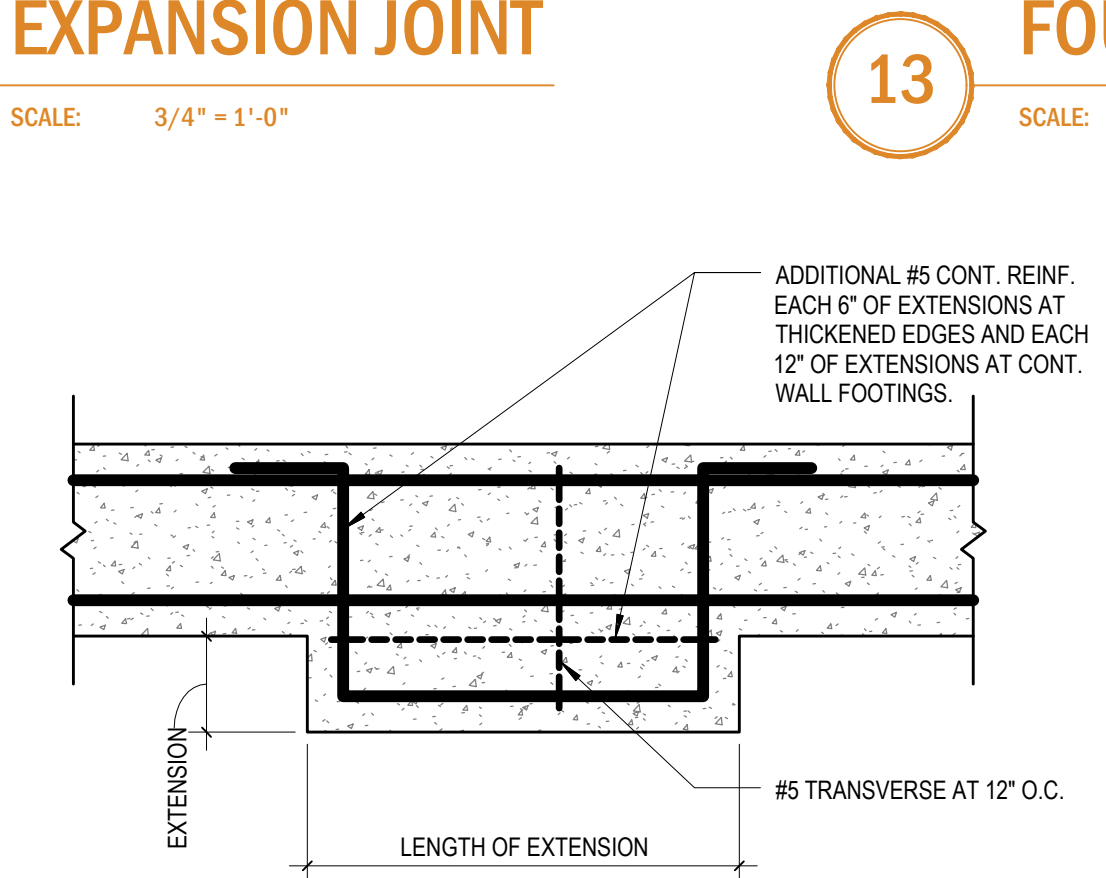 EXPANSION JOINT
SCALE: 3/4" = 1'-0"
13
SCALE:
ADDITIONAL #5 CONT. REINF.
EACH 6" OF EXTENSIONS AT
THICKENED EDGES AND EACH
12" OF EXTENSIONS AT CONT.
WALL FOOTINGS.
EXTENSION
#5 TRANSVERSE AT 12" O.C.
LENGTH OF EXTENSION